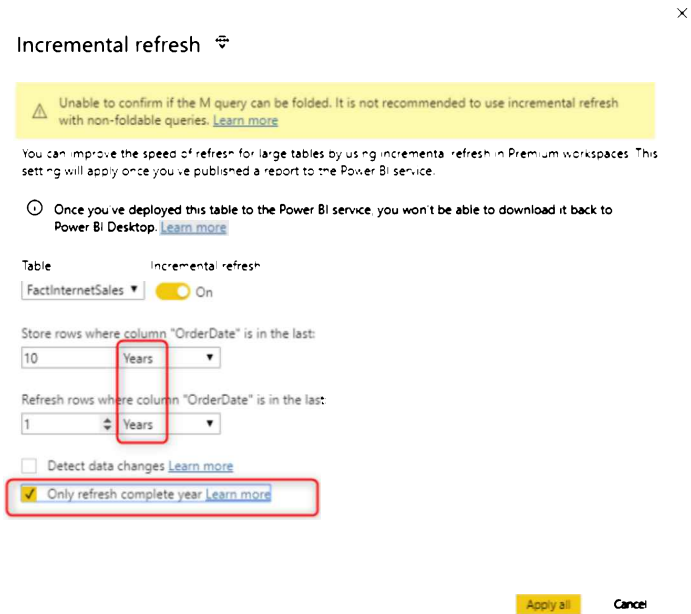 Incremental refresh
Unable to confirm if the M query can be folded. It is not recommended to use incremental refresh
with non-foldable queries. Learn more
You can improve the speed of refresh for large tables by using incremental refresh in Premium workspaces. This
setting will apply once you've published a report to the Power BI service.
Once you've deployed this table to the Power BI service, you won't be able to download it back to
Power BI Desktop. Learn more
Table Incremental refresh
FactInternetSales On
Store rows where column "OrderDate" is in the last:
10 Years
Refresh rows where column "OrderDate" is in the last:
1 Years
Detect data changes Learn more
Only refresh complete year Learn more
Apply all Cancel